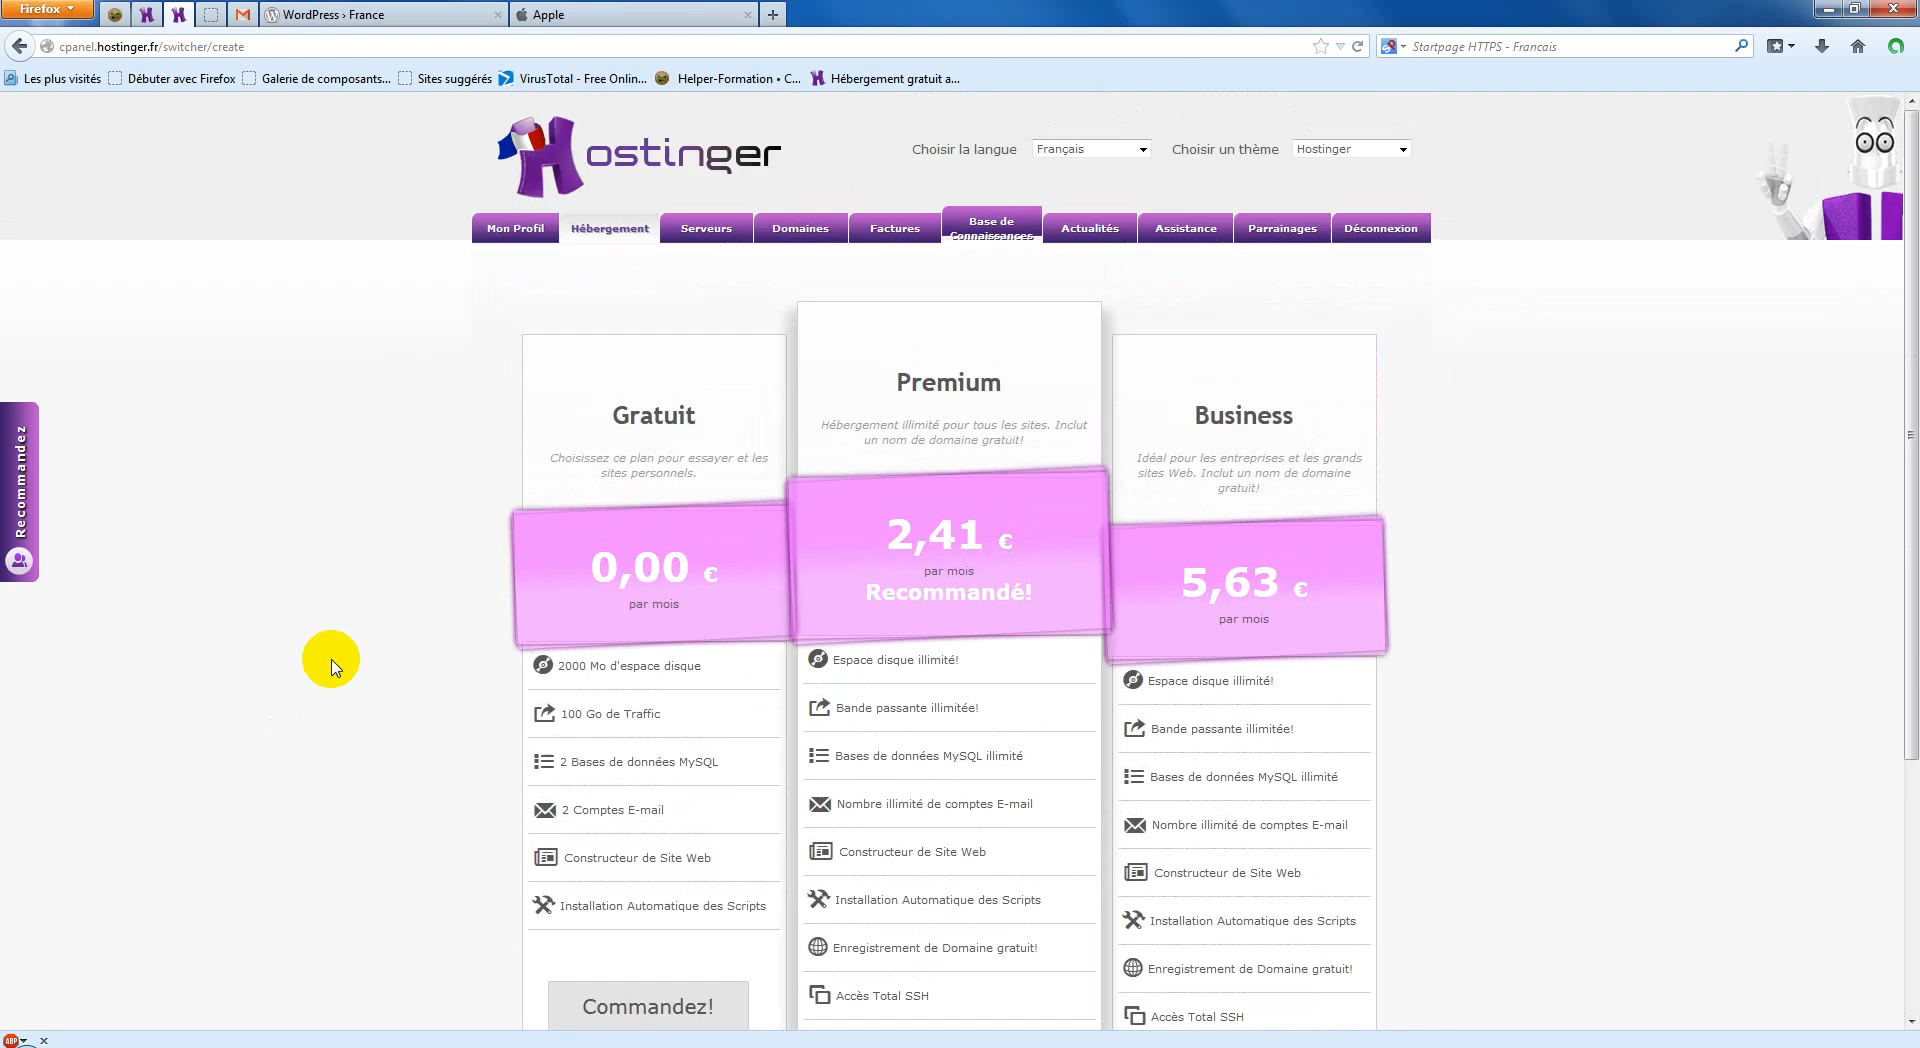 Firefox
WordPress › France
Apple
cpanel.hostinger.fr/switcher/create
Startpage HTTPS - Francais
Les plus visités
Débuter avec Firefox
Galerie de composants...
Sites suggérés
VirusTotal - Free Onlin...
Helper-Formation • C...
Hébergement gratuit a...
Hostinger
Choisir la langue
Français
Choisir un thème
Hostinger
Mon Profil
Hébergement
Serveurs
Domaines
Factures
Base de
Connaissances
Actualités
Assistance
Parrainages
Déconnexion
Recommandez
Gratuit
Choisissez ce plan pour essayer et les
sites personnels.
0,00 €
par mois
2000 Mo d'espace disque
100 Go de Traffic
2 Bases de données MySQL
2 Comptes E-mail
Constructeur de Site Web
Installation Automatique des Scripts
Commandez!
Premium
Hébergement illimité pour tous les sites. Inclut
un nom de domaine gratuit!
2,41 €
par mois
Recommandé!
Espace disque illimité!
Bande passante illimitée!
Bases de données MySQL illimité
Nombre illimité de comptes E-mail
Constructeur de Site Web
Installation Automatique des Scripts
Enregistrement de Domaine gratuit!
Accès Total SSH
Business
Idéal pour les entreprises et les grands
sites Web. Inclut un nom de domaine
gratuit!
5,63 €
par mois
Espace disque illimité!
Bande passante illimitée!
Bases de données MySQL illimité
Nombre illimité de comptes E-mail
Constructeur de Site Web
Installation Automatique des Scripts
Enregistrement de Domaine gratuit!
Accès Total SSH
ABP